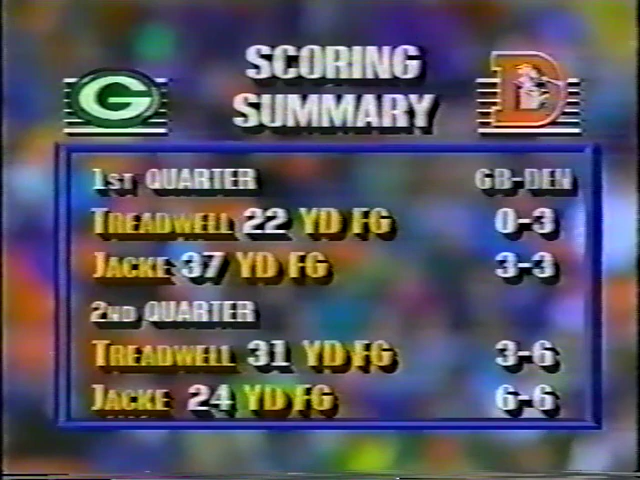 G
D
SCORING
SUMMARY
1ST QUARTER GB-DEN
TREADWELL 22 YD FG 0-3
JACKE 37 YD FG 3-3
2ND QUARTER
TREADWELL 31 YD FG 3-6
JACKE 24 YD FG 6-6